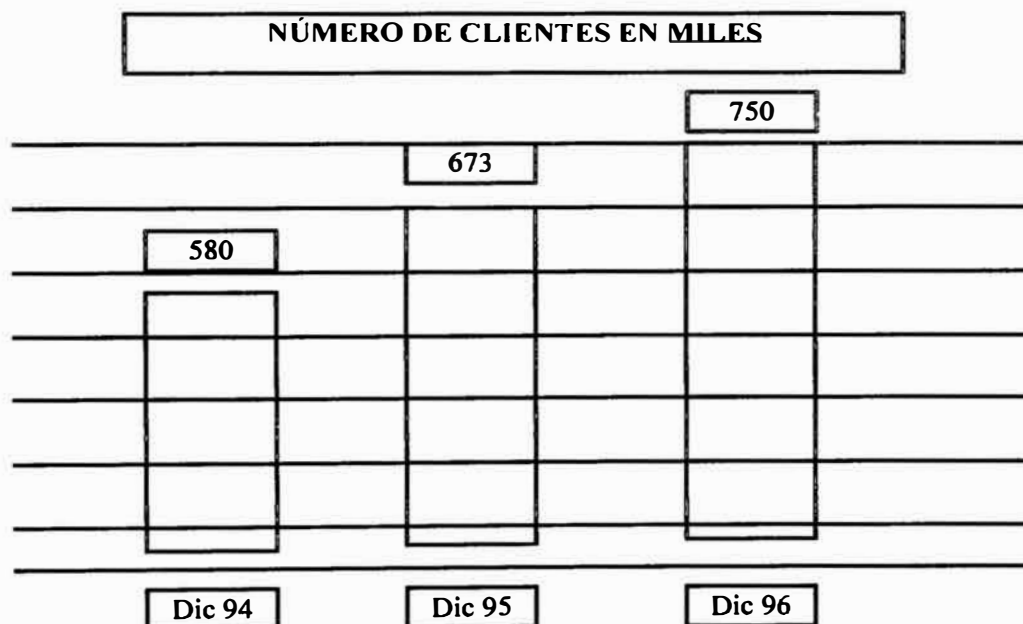 NÚMERO DE CLIENTES EN MILES
750
673
580
Dic 94
Dic 95
Dic 96